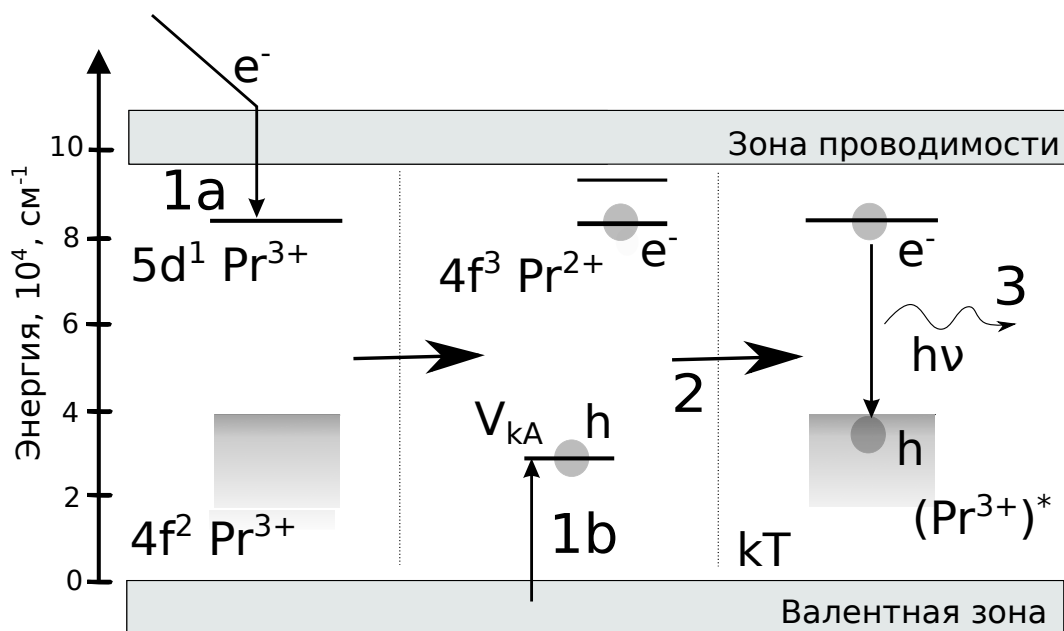 e⁻
Зона проводимости
10
1a
5d¹ Pr³⁺
8
4f³ Pr²⁺
e⁻
e⁻
3
hν
6
Энергия, 10⁴, см⁻¹
2
4
V_kA h
h
2
4f² Pr³⁺
1b
kT
(Pr³⁺)*
0
Валентная зона